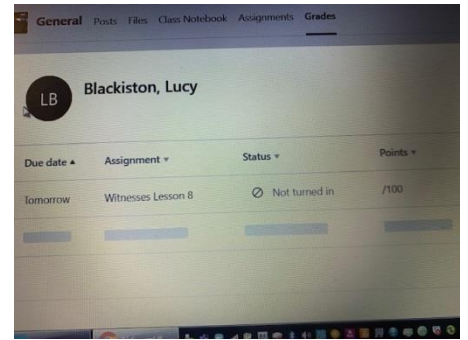 General Posts Files Class Notebook Assignments Grades
LB
Blackiston, Lucy
Due date Assignment Status Points
Tomorrow Witnesses Lesson 8 Not turned in /100